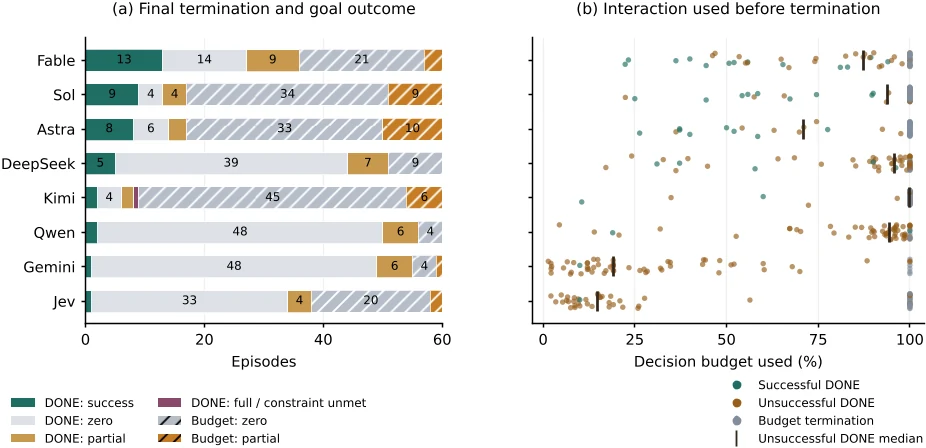 (a) Final termination and goal outcome
Fable 13 14 9 21
Sol 9 4 4 34 9
Astra 8 6 33 10
DeepSeek 5 39 7 9
Kimi 4 45 6
Qwen 48 6 4
Gemini 48 6 4
Jev 33 4 20
0 20 40 60
Episodes
DONE: success
DONE: zero
DONE: partial
DONE: full / constraint unmet
Budget: zero
Budget: partial
(b) Interaction used before termination
0 25 50 75 100
Decision budget used (%)
Successful DONE
Unsuccessful DONE
Budget termination
Unsuccessful DONE median